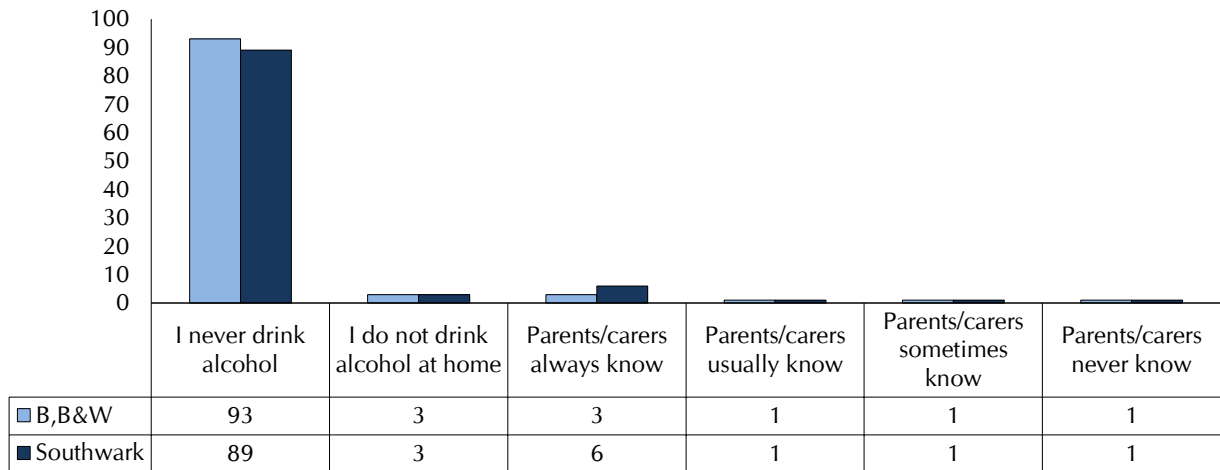 100
90
80
70
60
50
40
30
20
10
0
I never drink
alcohol
I do not drink
alcohol at home
Parents/carers
always know
Parents/carers
usually know
Parents/carers
sometimes
know
Parents/carers
never know
B,B&W 93 3 3 1 1 1
Southwark 89 3 6 1 1 1